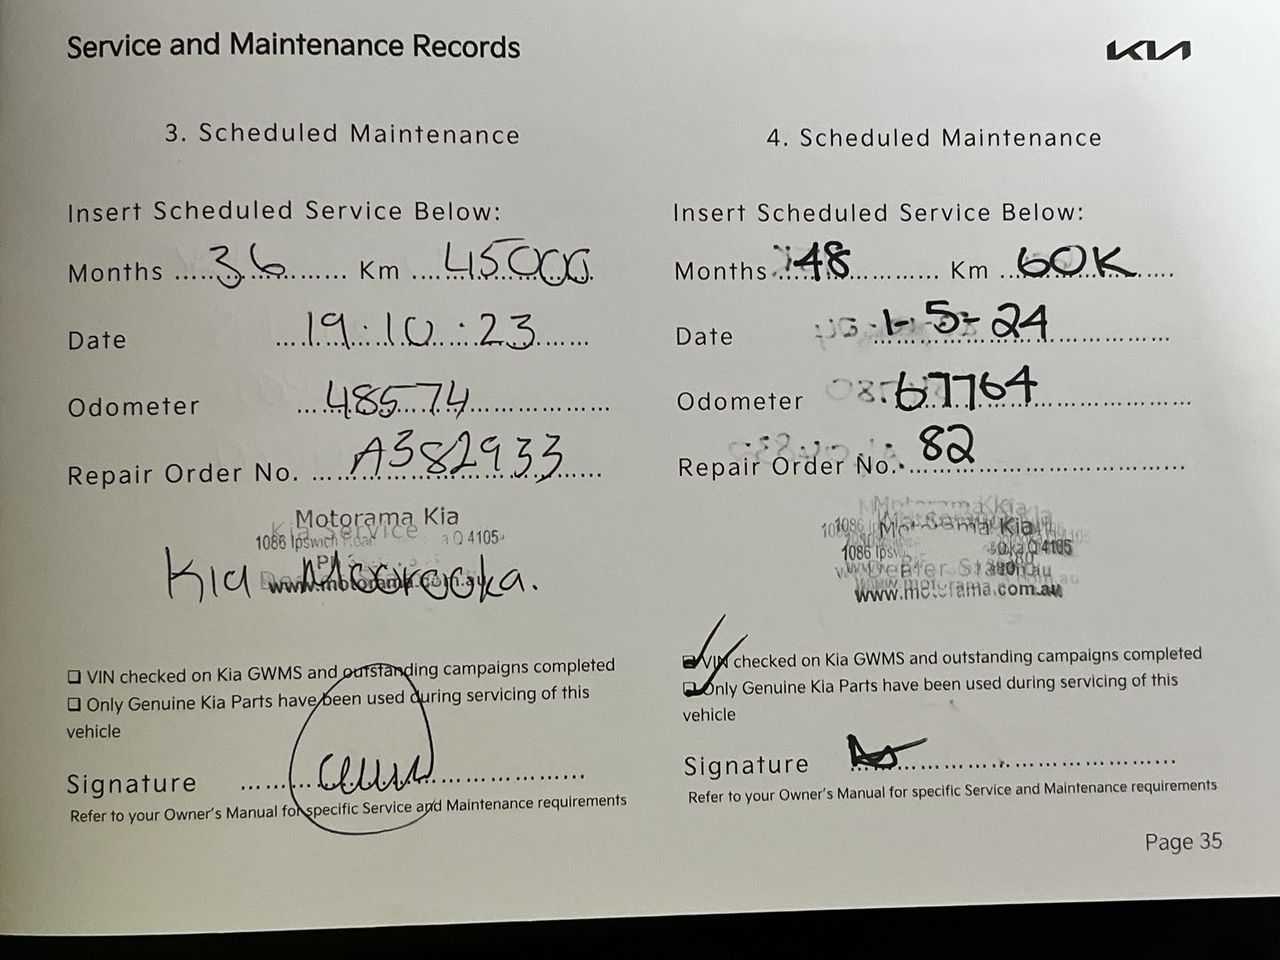 Service and Maintenance Records
KIA
3. Scheduled Maintenance
Insert Scheduled Service Below:
Months 36 Km 45000
Date 19.10.23
Odometer 48574
Repair Order No. A382933
Motorama Kia
Kia Service
1086 Ipswich Road Q 4105
Kia Moorooka.
www.motorama.com.au
VIN checked on Kia GWMS and outstanding campaigns completed
Only Genuine Kia Parts have been used during servicing of this
vehicle
Signature
Refer to your Owner's Manual for specific Service and Maintenance requirements
4. Scheduled Maintenance
Insert Scheduled Service Below:
Months 48 Km 60K
Date 1-5-24
Odometer 67764
Repair Order No. 82
Motorama Kia
1086 Q 4105
Dealer Stamp
www.motorama.com.au
VIN checked on Kia GWMS and outstanding campaigns completed
Only Genuine Kia Parts have been used during servicing of this
vehicle
Signature
Refer to your Owner's Manual for specific Service and Maintenance requirements
Page 35